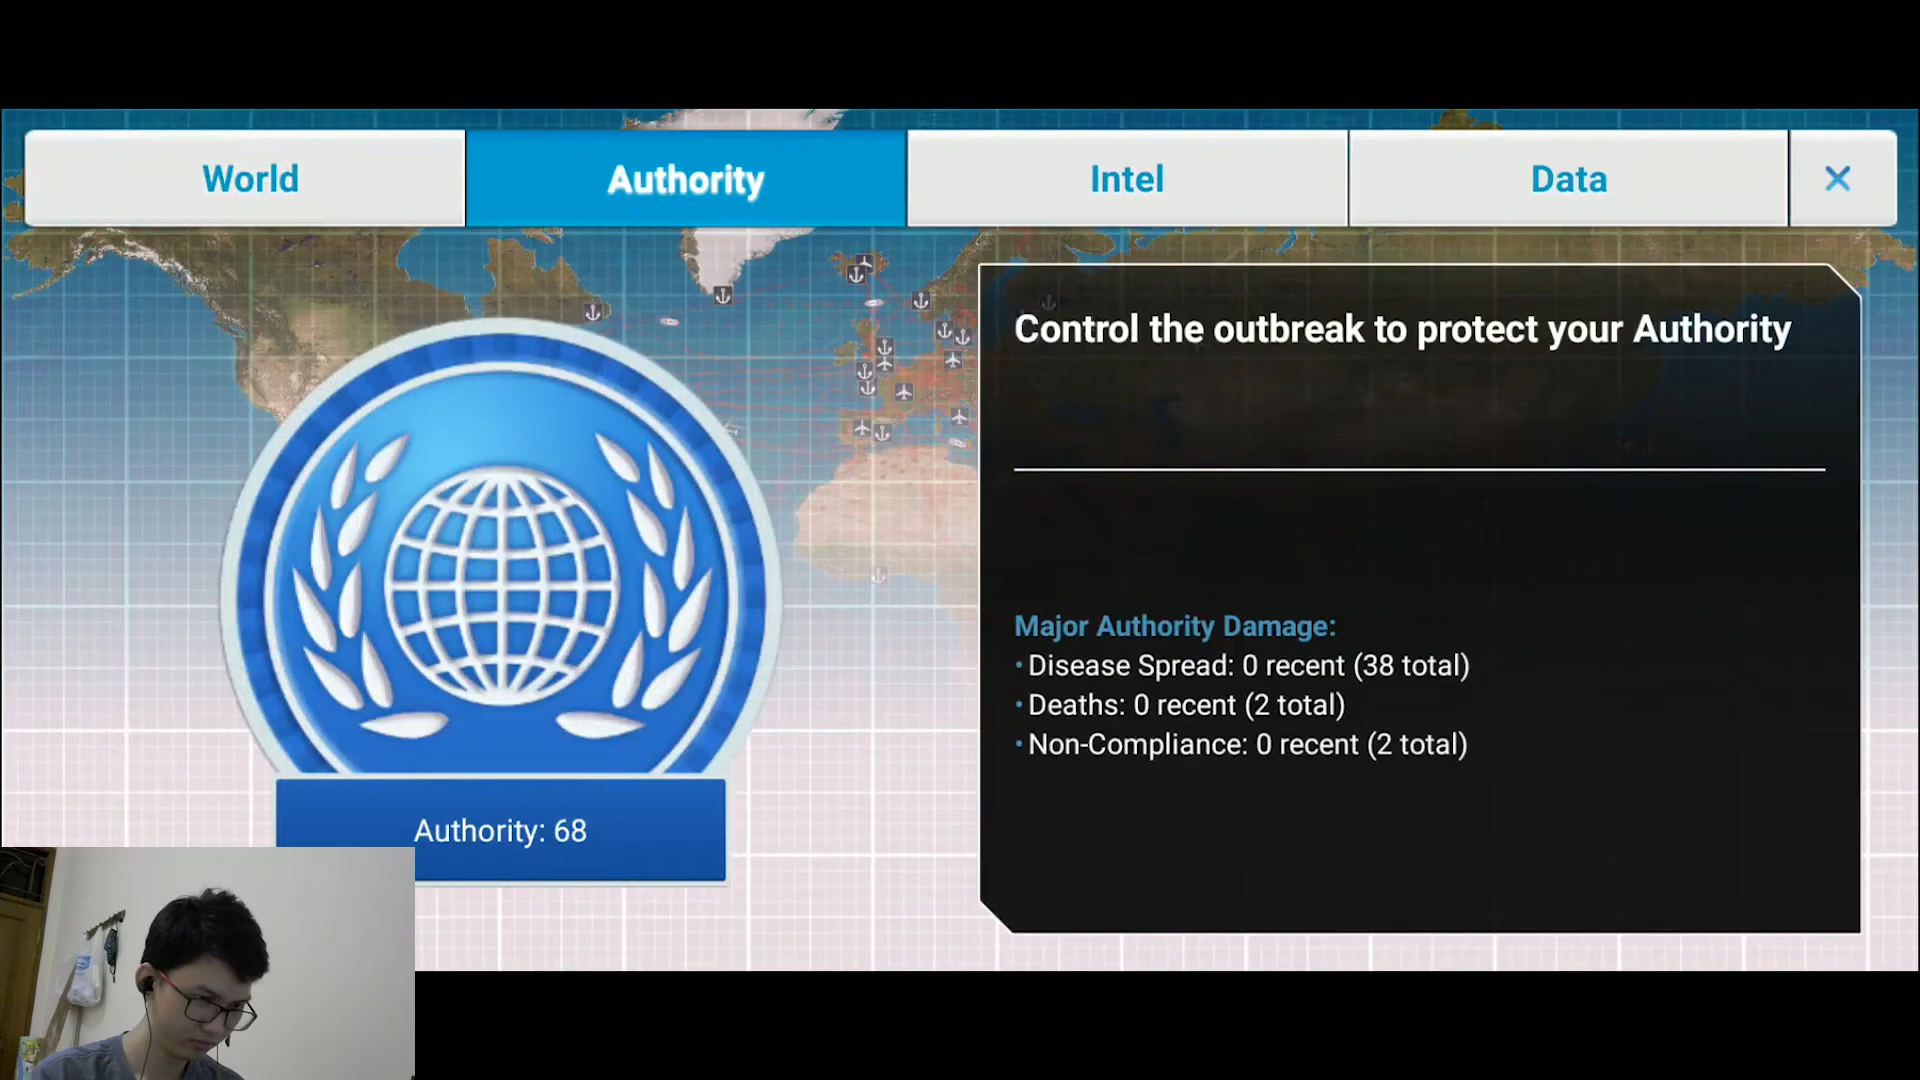 World
Authority
Intel
Data
Control the outbreak to protect your Authority
Major Authority Damage:
• Disease Spread: 0 recent (38 total)
• Deaths: 0 recent (2 total)
• Non-Compliance: 0 recent (2 total)
Authority: 68